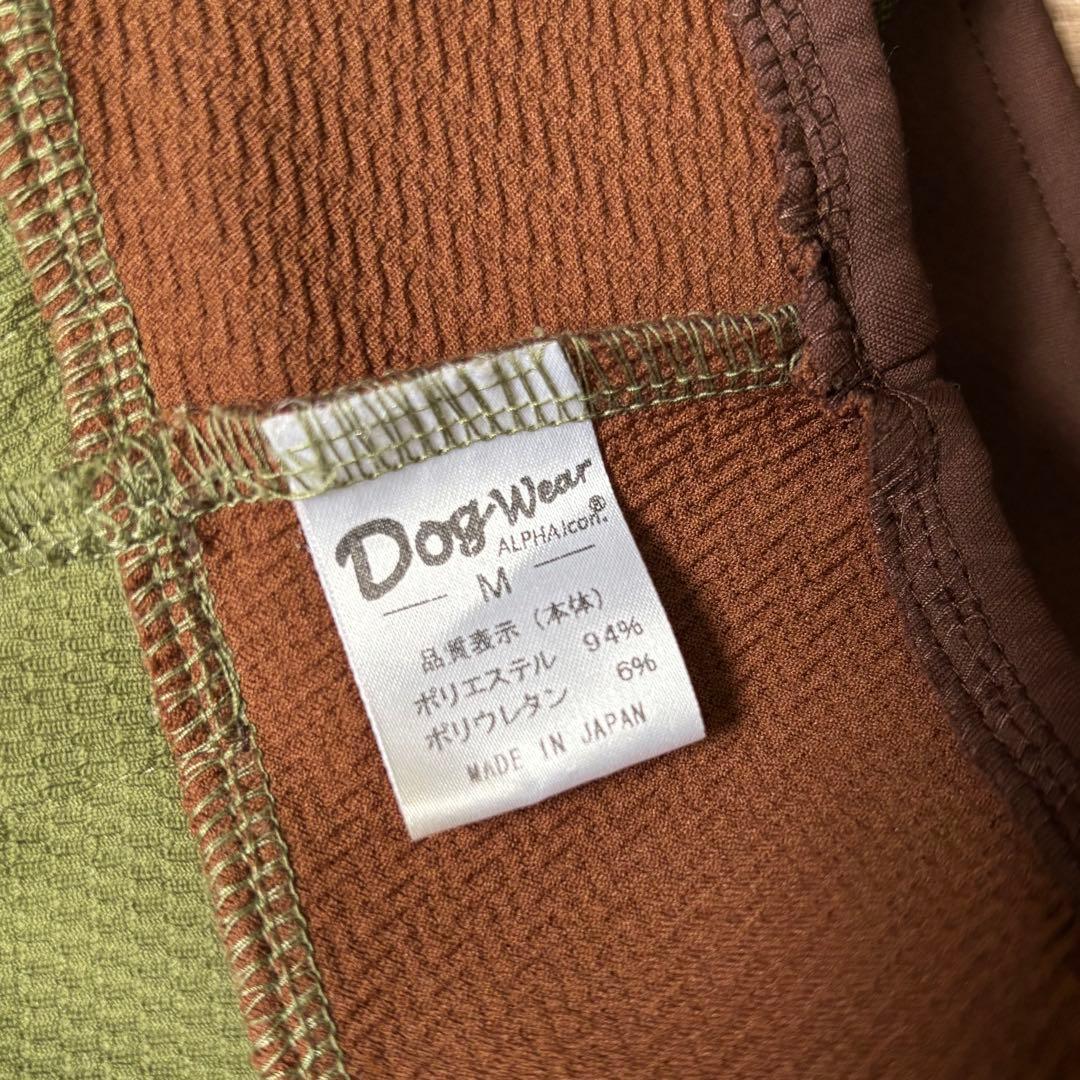 Dog Wear
ALPHAIcon®
M
品質表示（本体）
ポリエステル 94%
ポリウレタン 6%
MADE IN JAPAN